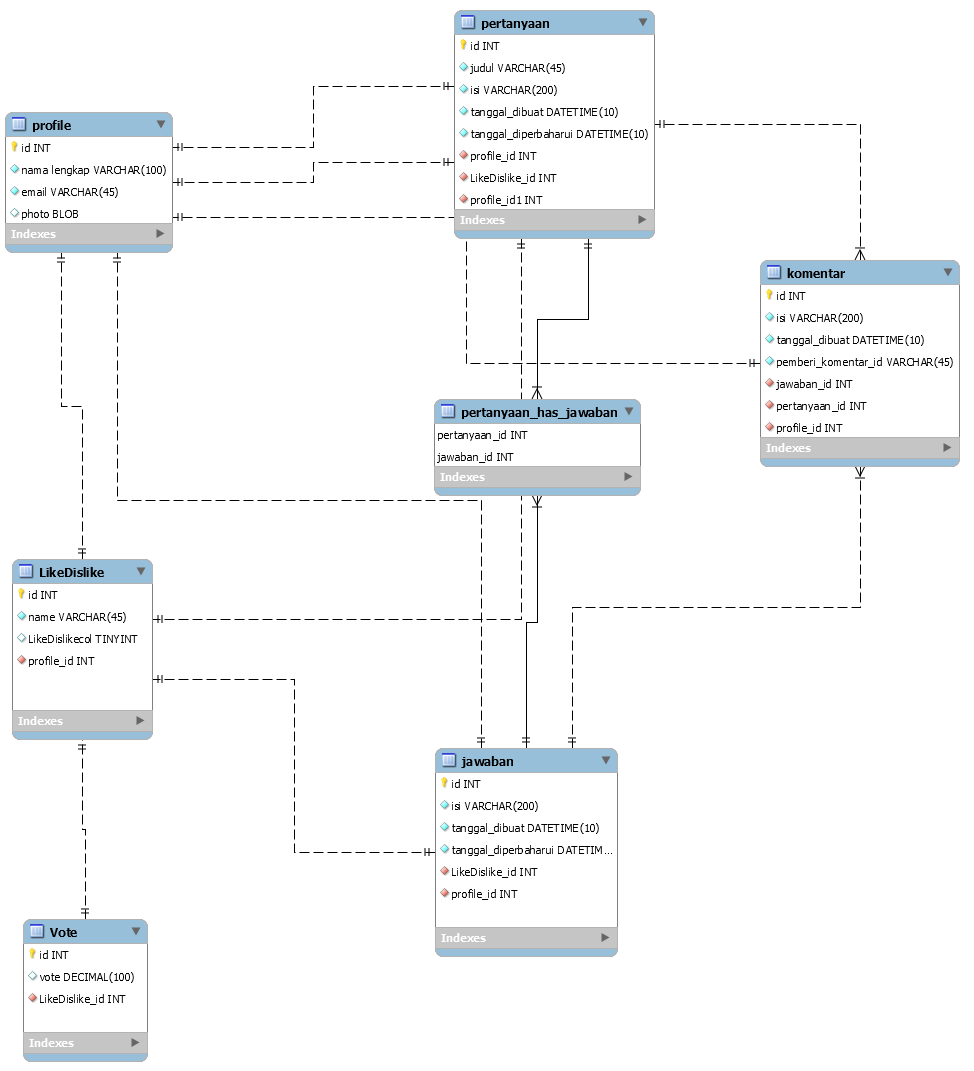 pertanyaan
id INT
judul VARCHAR(45)
isi VARCHAR(200)
tanggal_dibuat DATETIME(10)
tanggal_diperbaharui DATETIME(10)
profile_id INT
LikeDislike_id INT
profile_id1 INT
Indexes
profile
id INT
nama lengkap VARCHAR(100)
email VARCHAR(45)
photo BLOB
Indexes
komentar
id INT
isi VARCHAR(200)
tanggal_dibuat DATETIME(10)
pemberi_komentar_id VARCHAR(45)
jawaban_id INT
pertanyaan_id INT
profile_id INT
Indexes
pertanyaan_has_jawaban
pertanyaan_id INT
jawaban_id INT
Indexes
LikeDislike
id INT
name VARCHAR(45)
LikeDislikecol TINYINT
profile_id INT
Indexes
jawaban
id INT
isi VARCHAR(200)
tanggal_dibuat DATETIME(10)
tanggal_diperbaharui DATETIM...
LikeDislike_id INT
profile_id INT
Indexes
Vote
id INT
vote DECIMAL(100)
LikeDislike_id INT
Indexes